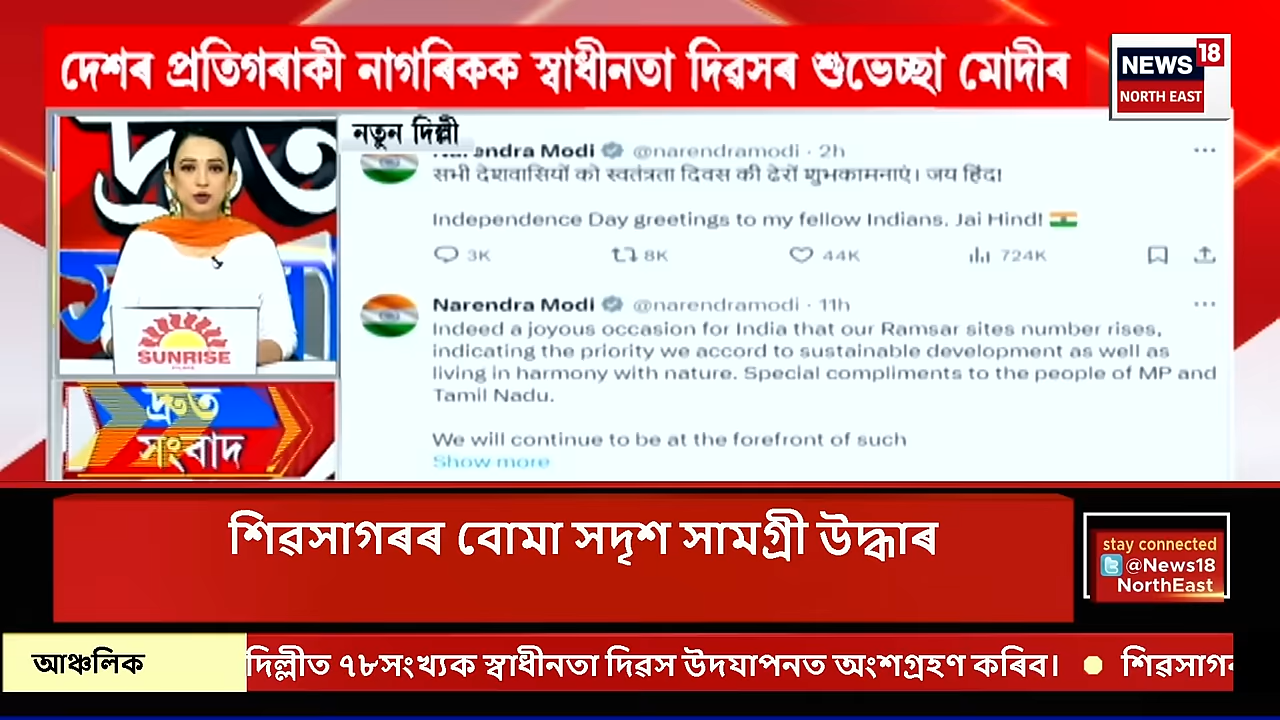 দেশৰ প্ৰতিগৰাকী নাগৰিকক স্বাধীনতা দিৱসৰ শুভেচ্ছা মোদীৰ
NEWS 18
NORTH EAST
নতুন দিল্লী
Narendra Modi @narendramodi · 2h
सभी देशवासियों को स्वतंत्रता दिवस की ढेरों शुभकामनाएं। जय हिंद!
Independence Day greetings to my fellow Indians. Jai Hind!
3K 8K 44K 724K
Narendra Modi @narendramodi · 11h
Indeed a joyous occasion for India that our Ramsar sites number rises,
indicating the priority we accord to sustainable development as well as
living in harmony with nature. Special compliments to the people of MP and
Tamil Nadu.
We will continue to be at the forefront of such
Show more
SUNRISE
দ্ৰুত
সংবাদ
শিৱসাগৰৰ বোমা সদৃশ সামগ্ৰী উদ্ধাৰ
stay connected
@News18
NorthEast
আঞ্চলিক
দিল্লীত ৭৮সংখ্যক স্বাধীনতা দিৱস উদযাপনত অংশগ্ৰহণ কৰিব। ● শিৱসাগ